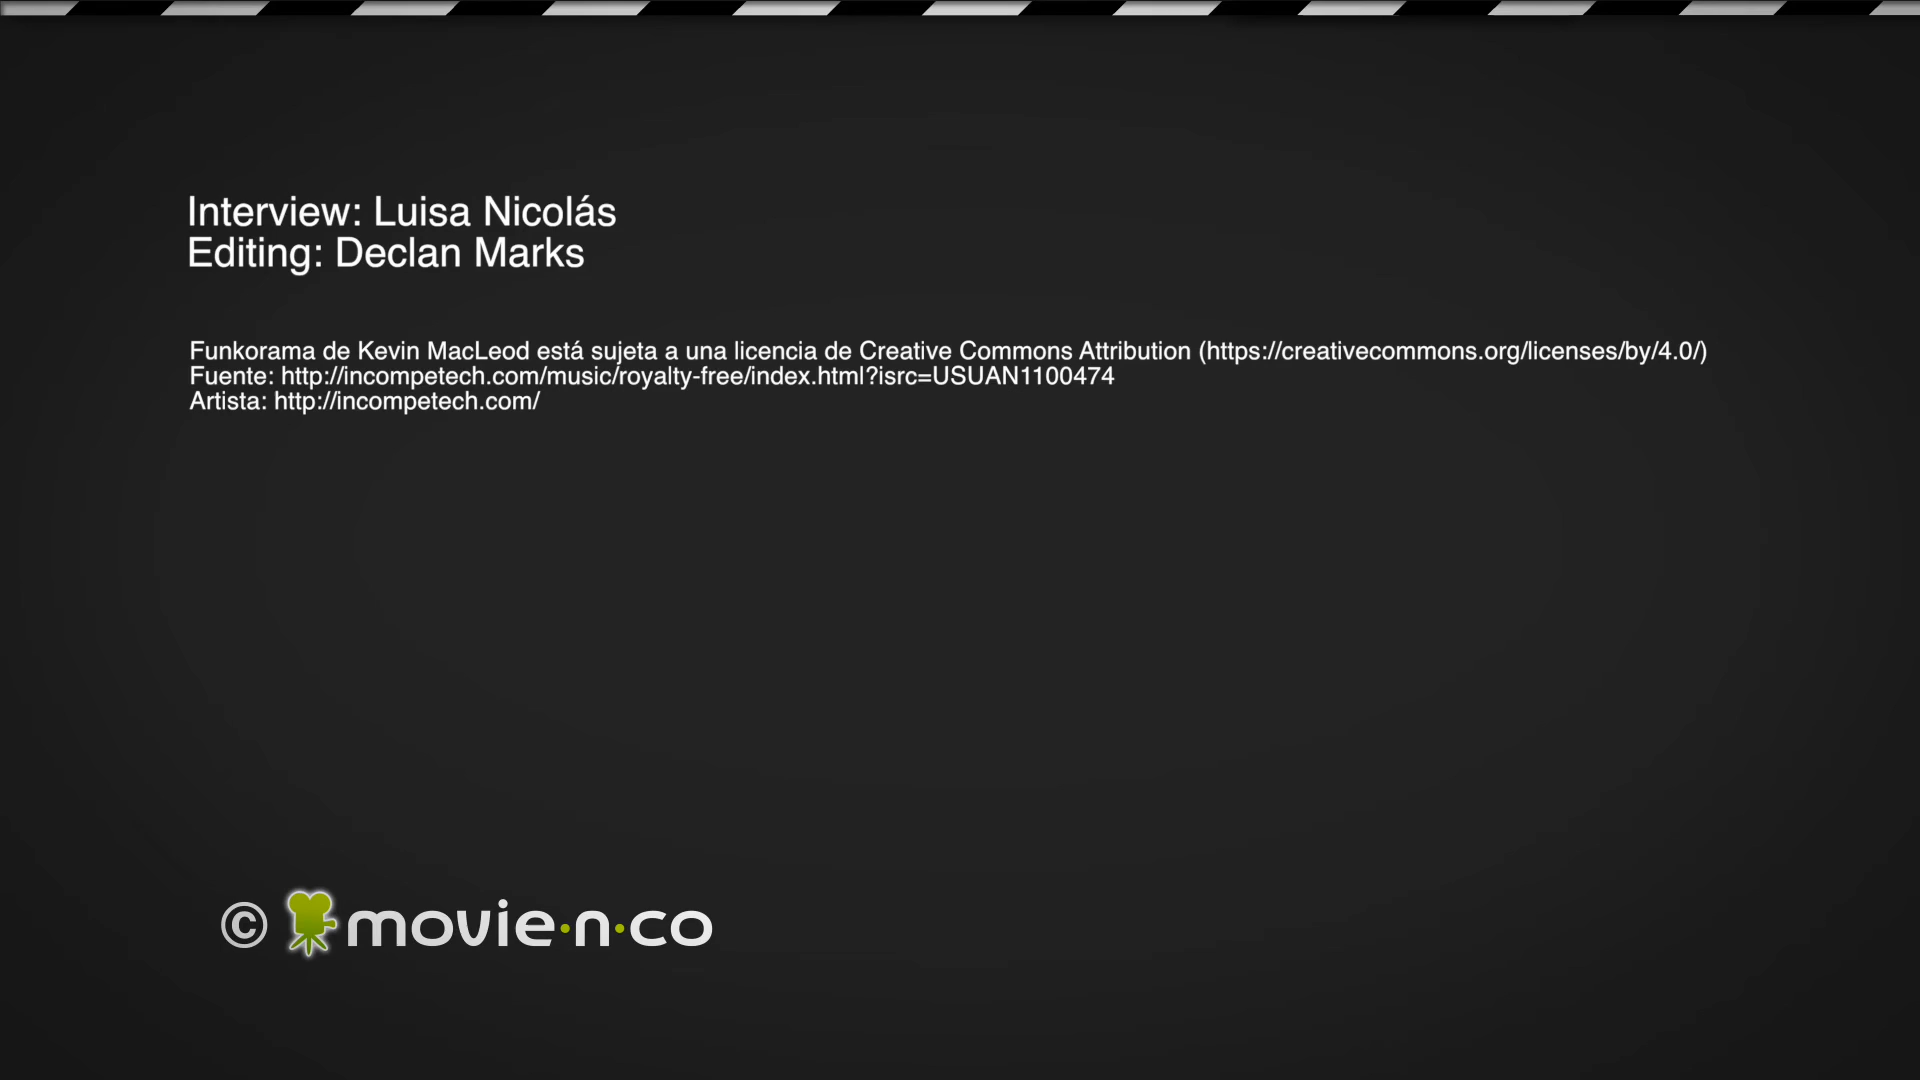 Interview: Luisa Nicolás
Editing: Declan Marks
Funkorama de Kevin MacLeod está sujeta a una licencia de Creative Commons Attribution (https://creativecommons.org/licenses/by/4.0/)
Fuente: http://incompetech.com/music/royalty-free/index.html?isrc=USUAN1100474
Artista: http://incompetech.com/
© movie·n·co